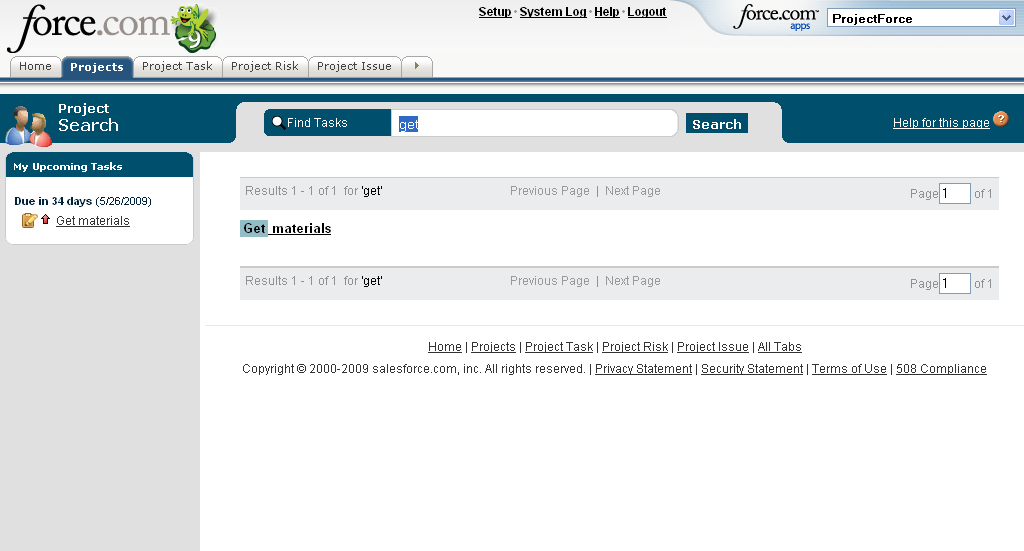 force.com 9
Setup · System Log · Help · Logout
force.com™ apps
ProjectForce
Home Projects Project Task Project Risk Project Issue
Project
Search
Find Tasks get Search
Help for this page ?
My Upcoming Tasks
Due in 34 days (5/26/2009)
Get materials
Results 1 - 1 of 1 for 'get' Previous Page | Next Page Page 1 of 1
Get materials
Results 1 - 1 of 1 for 'get' Previous Page | Next Page Page 1 of 1
Home | Projects | Project Task | Project Risk | Project Issue | All Tabs
Copyright © 2000-2009 salesforce.com, inc. All rights reserved. | Privacy Statement | Security Statement | Terms of Use | 508 Compliance